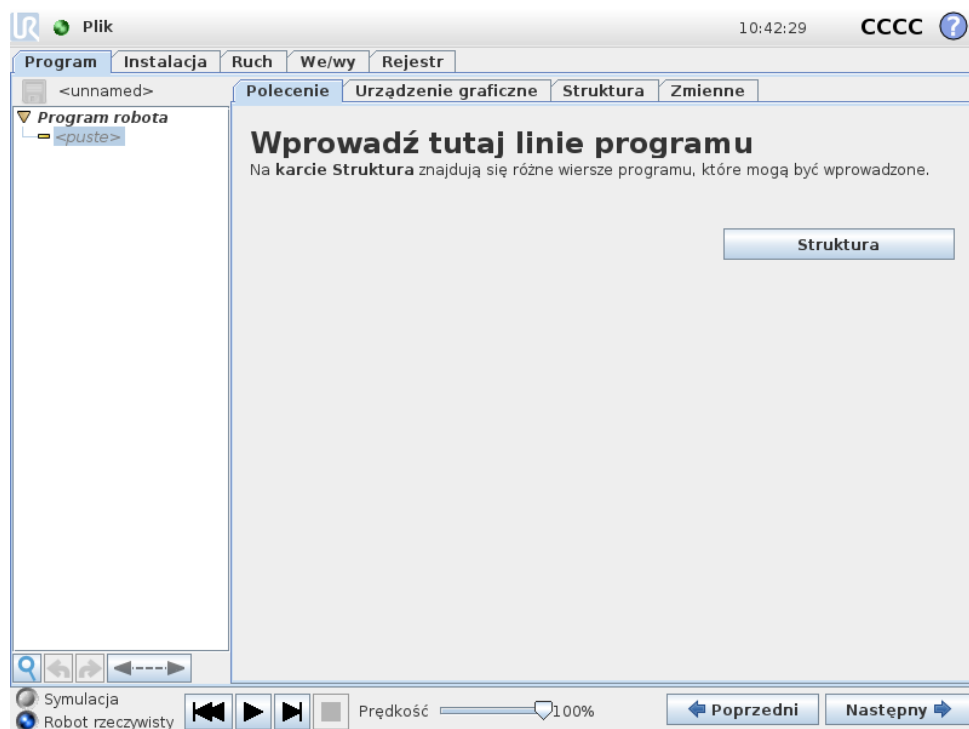 UR Plik 10:42:29 CCCC ?
Program Instalacja Ruch We/wy Rejestr
<unnamed>
Program robota
<puste>
Polecenie Urządzenie graficzne Struktura Zmienne
Wprowadź tutaj linie programu
Na karcie Struktura znajdują się różne wiersze programu, które mogą być wprowadzone.
Struktura
Symulacja
Robot rzeczywisty
Prędkość 100%
Poprzedni Następny